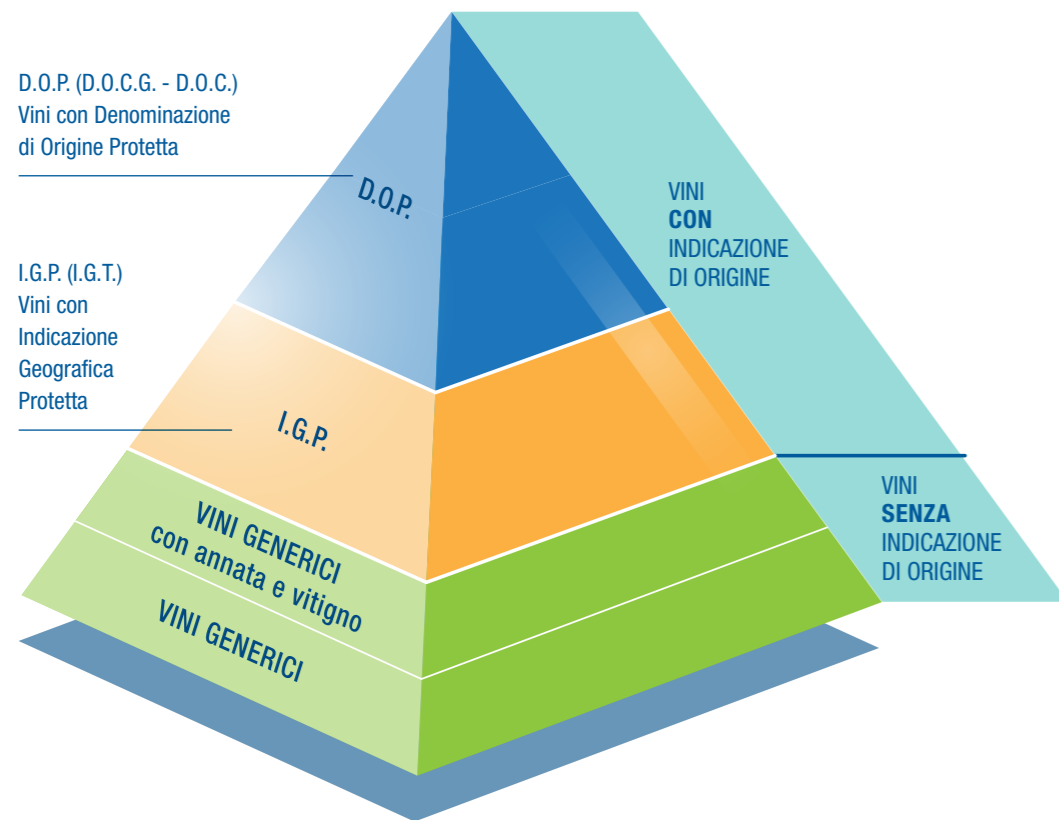 D.O.P. (D.O.C.G. - D.O.C.)
Vini con Denominazione
di Origine Protetta
D.O.P.
VINI
CON
INDICAZIONE
DI ORIGINE
I.G.P. (I.G.T.)
Vini con
Indicazione
Geografica
Protetta
I.G.P.
VINI GENERICI
con annata e vitigno
VINI
SENZA
INDICAZIONE
DI ORIGINE
VINI GENERICI